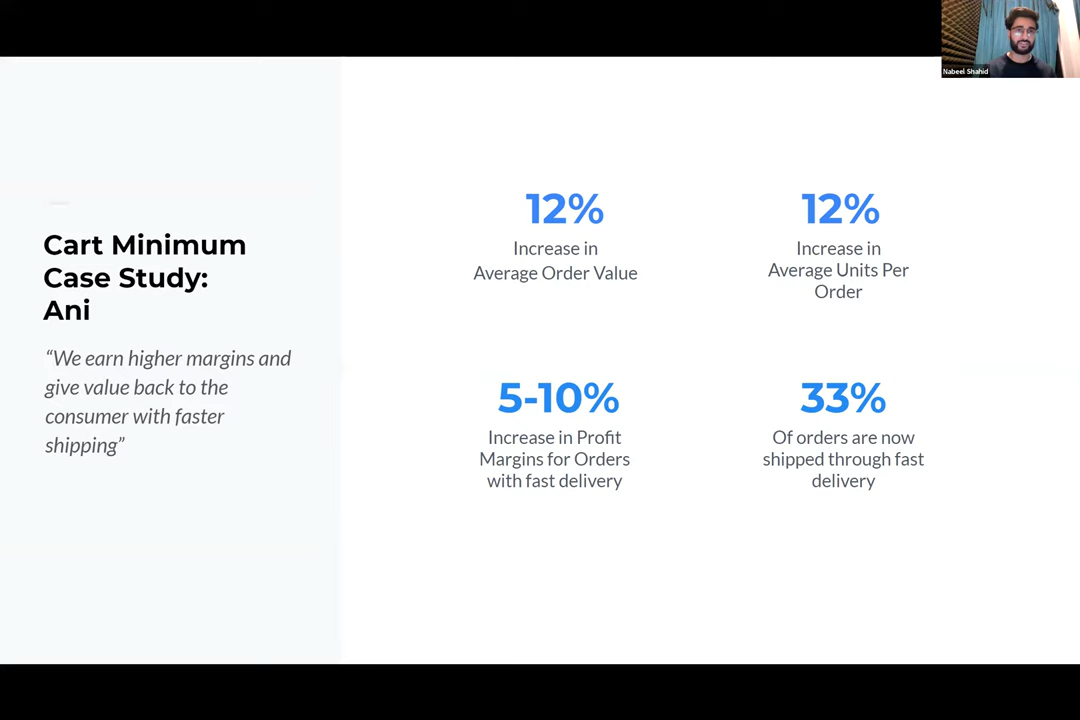 Nabeel Shahid
Cart Minimum
Case Study:
Ani
“We earn higher margins and
give value back to the
consumer with faster
shipping”
12%
Increase in
Average Order Value
12%
Increase in
Average Units Per
Order
5-10%
Increase in Profit
Margins for Orders
with fast delivery
33%
Of orders are now
shipped through fast
delivery